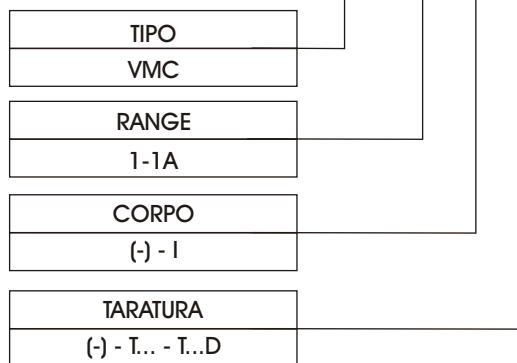 TIPO
VMC
RANGE
1-1A
CORPO
(-) - I
TARATURA
(-) - T... - T...D